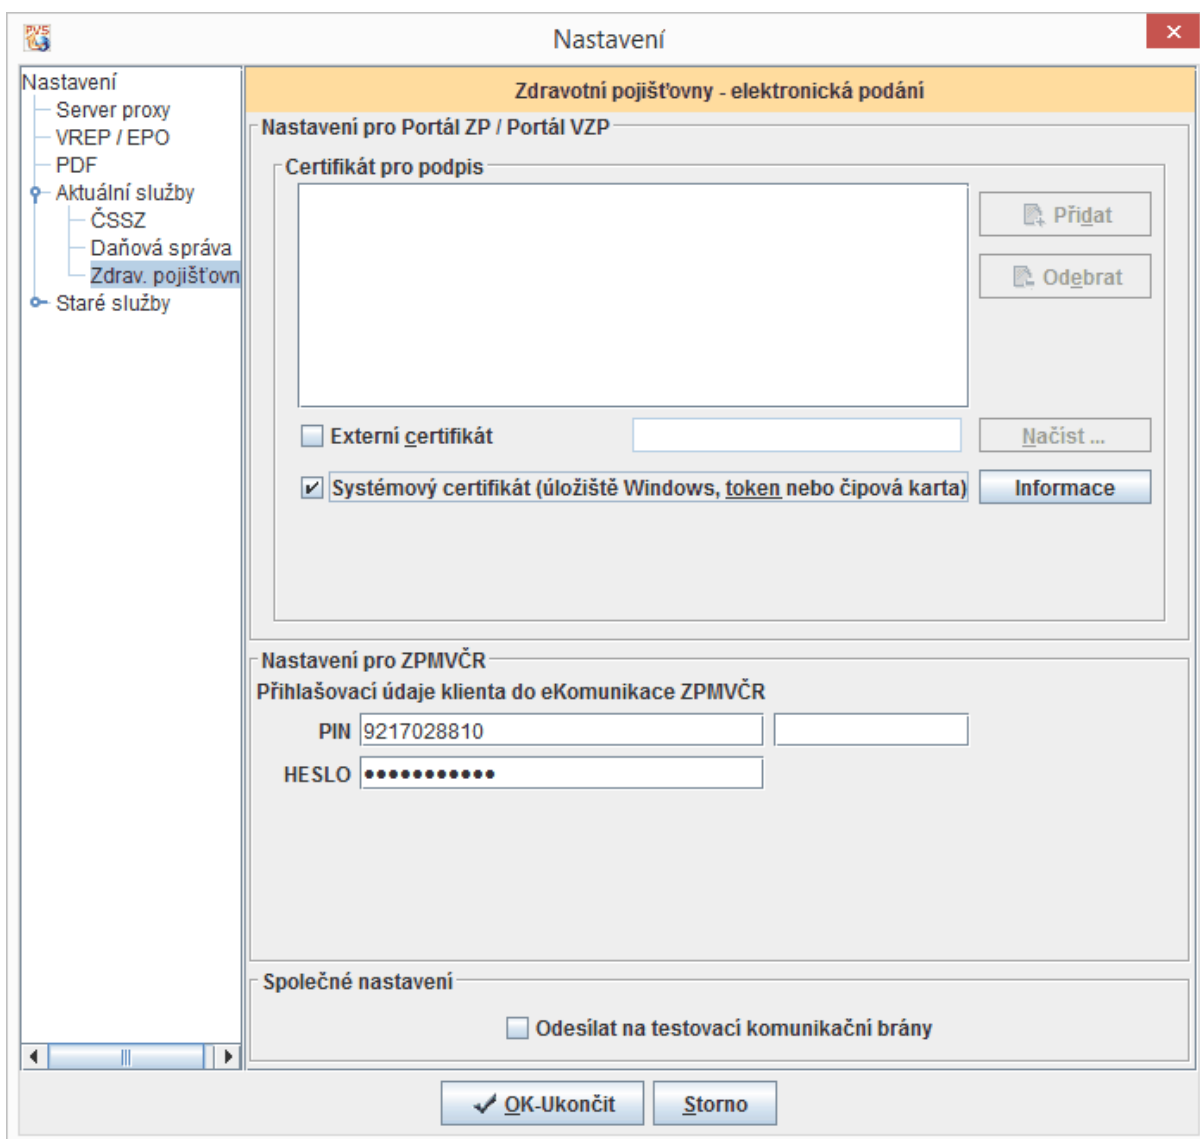 PVS
Nastavení
Nastavení
Server proxy
VREP / EPO
PDF
Aktuální služby
ČSSZ
Daňová správa
Zdrav. pojišťovn
Staré služby
Zdravotní pojišťovny - elektronická podání
Nastavení pro Portál ZP / Portál VZP
Certifikát pro podpis
Přidat
Odebrat
Externí certifikát
Načíst ...
Systémový certifikát (úložiště Windows, token nebo čipová karta)
Informace
Nastavení pro ZPMVČR
Přihlašovací údaje klienta do eKomunikace ZPMVČR
PIN 9217028810
HESLO •••••••••••
Společné nastavení
Odesílat na testovací komunikační brány
OK-Ukončit
Storno